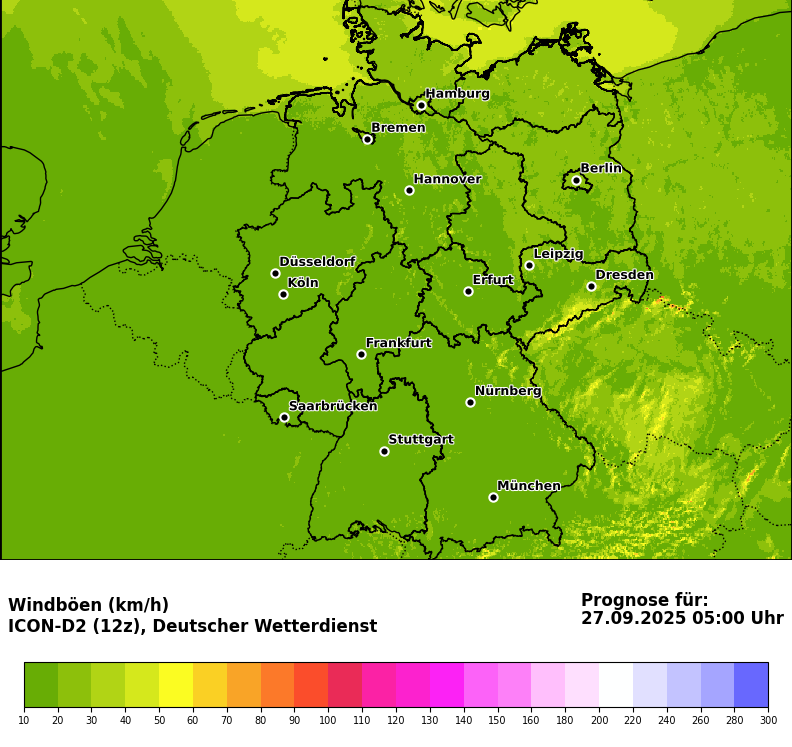 Hamburg
Bremen
Berlin
Hannover
Leipzig
Düsseldorf
Dresden
Köln
Erfurt
Frankfurt
Nürnberg
Saarbrücken
Stuttgart
München
Windböen (km/h)
ICON-D2 (12z), Deutscher Wetterdienst
Prognose für:
27.09.2025 05:00 Uhr
10 20 30 40 50 60 70 80 90 100 110 120 130 140 150 160 180 200 220 240 260 280 300